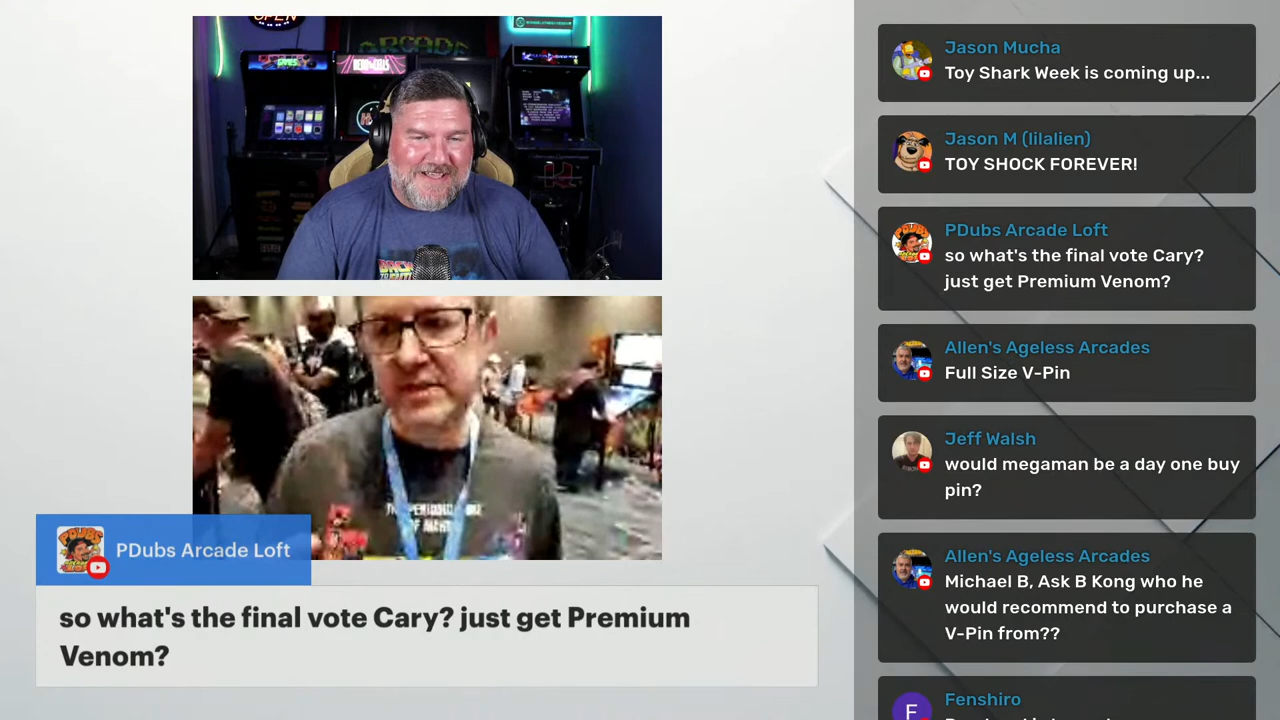 OPEN
ARCADE
Jason Mucha
Toy Shark Week is coming up...
Jason M (lilalien)
TOY SHOCK FOREVER!
PDubs Arcade Loft
so what's the final vote Cary?
just get Premium Venom?
Allen's Ageless Arcades
Full Size V-Pin
Jeff Walsh
would megaman be a day one buy
pin?
Allen's Ageless Arcades
Michael B, Ask B Kong who he
would recommend to purchase a
V-Pin from??
F
Fenshiro
PDubs Arcade Loft
so what's the final vote Cary? just get Premium
Venom?